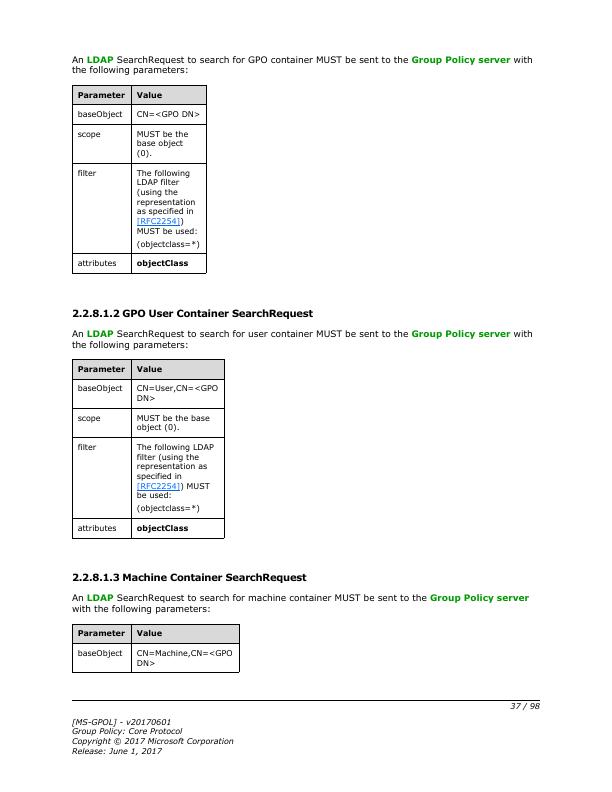 An LDAP SearchRequest to search for GPO container MUST be sent to the Group Policy server with
the following parameters:
Parameter Value
baseObject CN=<GPO DN>
scope MUST be the
base object
(0).
filter The following
LDAP filter
(using the
representation
as specified in
[RFC2254])
MUST be used:
(objectclass=*)
attributes objectClass
2.2.8.1.2 GPO User Container SearchRequest
An LDAP SearchRequest to search for user container MUST be sent to the Group Policy server with
the following parameters:
Parameter Value
baseObject CN=User,CN=<GPO
DN>
scope MUST be the base
object (0).
filter The following LDAP
filter (using the
representation as
specified in
[RFC2254]) MUST
be used:
(objectclass=*)
attributes objectClass
2.2.8.1.3 Machine Container SearchRequest
An LDAP SearchRequest to search for machine container MUST be sent to the Group Policy server
with the following parameters:
Parameter Value
baseObject CN=Machine,CN=<GPO
DN>
37 / 98
[MS-GPOL] - v20170601
Group Policy: Core Protocol
Copyright © 2017 Microsoft Corporation
Release: June 1, 2017